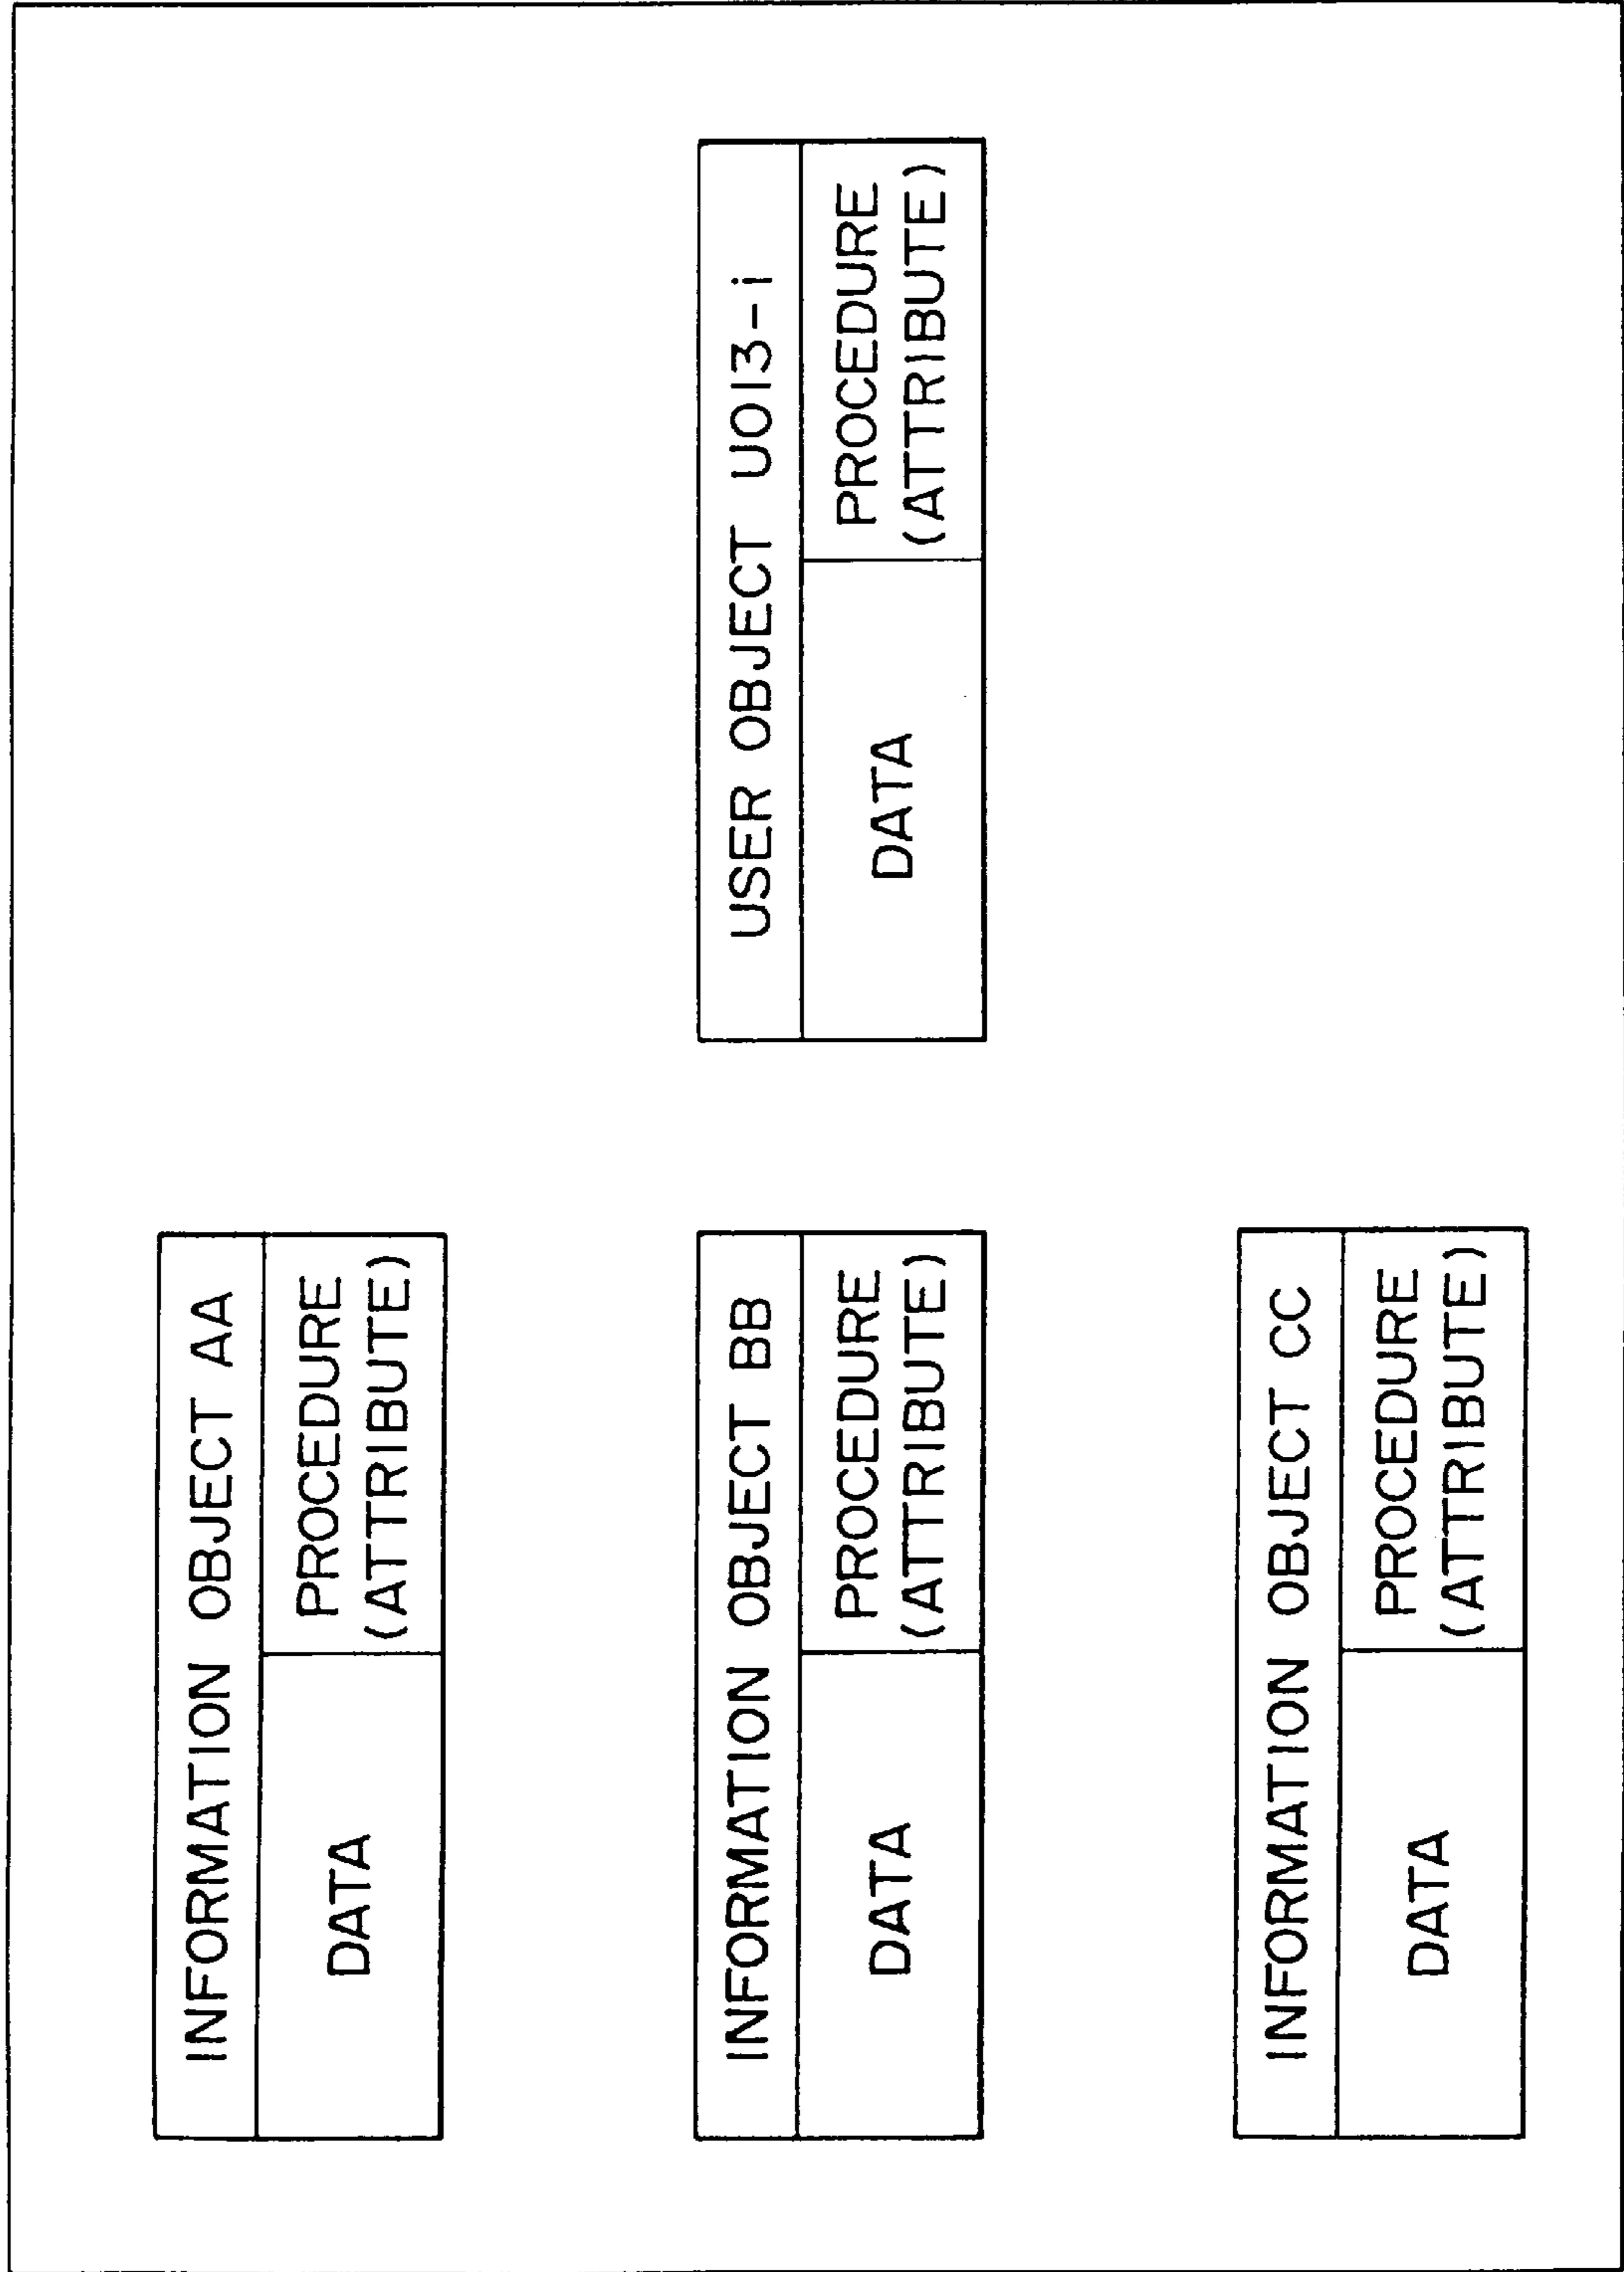 INFORMATION OBJECT AA
DATA
PROCEDURE
(ATTRIBUTE)
INFORMATION OBJECT BB
DATA
PROCEDURE
(ATTRIBUTE)
INFORMATION OBJECT CC
DATA
PROCEDURE
(ATTRIBUTE)
USER OBJECT UO13-i
DATA
PROCEDURE
(ATTRIBUTE)